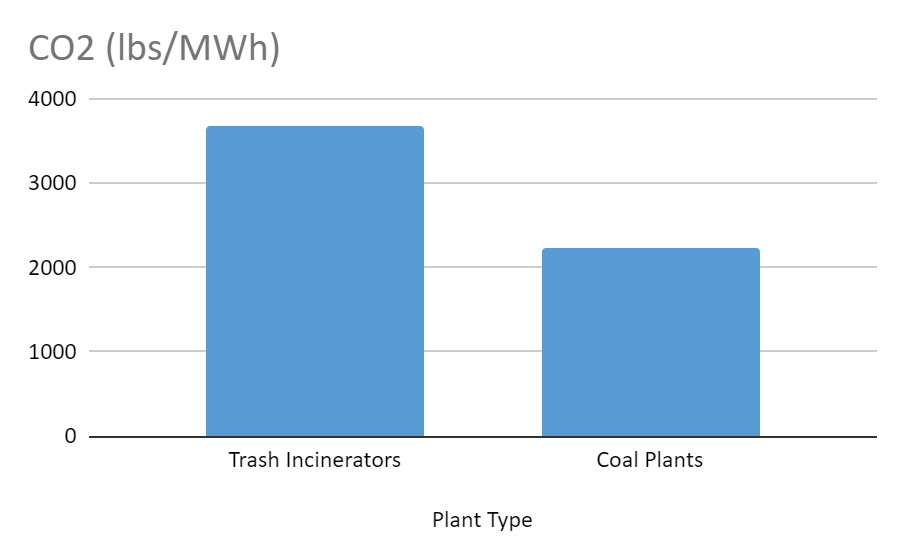 CO2 (lbs/MWh)
4000
3000
2000
1000
0
Trash Incinerators
Coal Plants
Plant Type